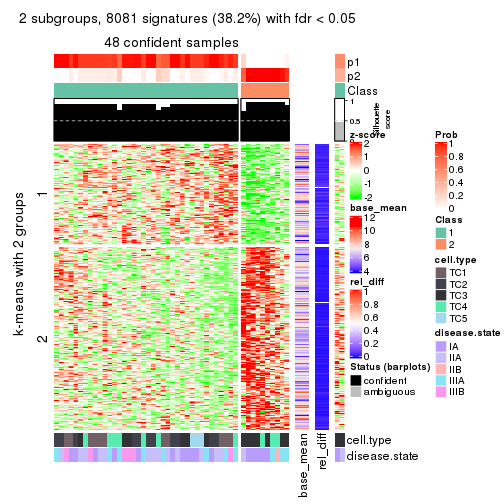 2 subgroups, 8081 signatures (38.2%) with fdr < 0.05
48 confident samples
p1
p2
Class
1
0.5
0
Silhouette
score
k-means with 2 groups
1
2
z-score
2
1
0
-1
-2
base_mean
12
10
8
6
4
rel_diff
1
0.8
0.6
0.4
0.2
0
Status (barplots)
confident
ambiguous
Prob
1
0.8
0.6
0.4
0.2
0
Class
1
2
cell.type
TC1
TC2
TC3
TC4
TC5
disease.state
IA
IIA
IIB
IIIA
IIIB
cell.type
disease.state
base_mean
rel_diff